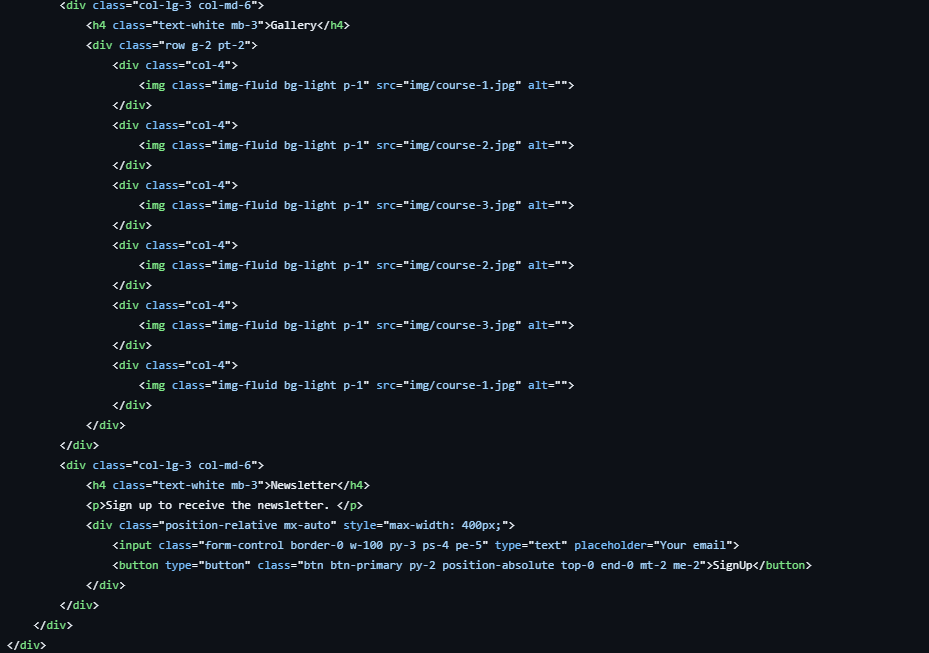 <div class="col-lg-3 col-md-6">
<h4 class="text-white mb-3">Gallery</h4>
<div class="row g-2 pt-2">
<div class="col-4">
<img class="img-fluid bg-light p-1" src="img/course-1.jpg" alt="">
</div>
<div class="col-4">
<img class="img-fluid bg-light p-1" src="img/course-2.jpg" alt="">
</div>
<div class="col-4">
<img class="img-fluid bg-light p-1" src="img/course-3.jpg" alt="">
</div>
<div class="col-4">
<img class="img-fluid bg-light p-1" src="img/course-2.jpg" alt="">
</div>
<div class="col-4">
<img class="img-fluid bg-light p-1" src="img/course-3.jpg" alt="">
</div>
<div class="col-4">
<img class="img-fluid bg-light p-1" src="img/course-1.jpg" alt="">
</div>
</div>
</div>
<div class="col-lg-3 col-md-6">
<h4 class="text-white mb-3">Newsletter</h4>
<p>Sign up to receive the newsletter. </p>
<div class="position-relative mx-auto" style="max-width: 400px;">
<input class="form-control border-0 w-100 py-3 ps-4 pe-5" type="text" placeholder="Your email">
<button type="button" class="btn btn-primary py-2 position-absolute top-0 end-0 mt-2 me-2">SignUp</button>
</div>
</div>
</div>
</div>